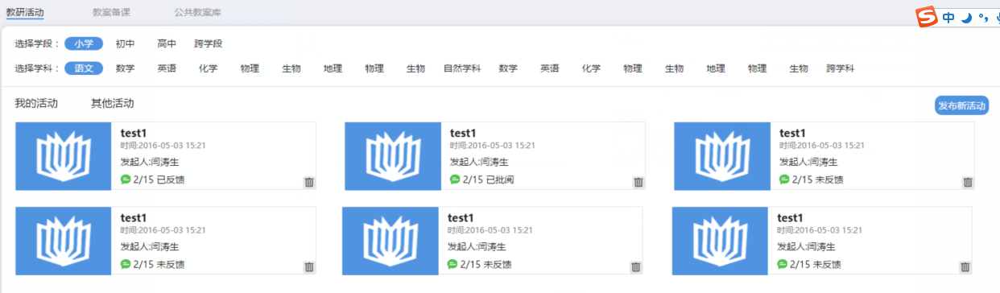 教研活动 教案备课 公共教案库
中
选择学段： 小学 初中 高中 跨学段
选择学科： 语文 数学 英语 化学 物理 生物 地理 物理 生物 自然学科 数学 英语 化学 物理 生物 地理 物理 生物 跨学科
我的活动 其他活动 发布新活动
test1
时间:2016-05-03 15:21
发起人:闫涛生
2/15 已反馈
test1
时间:2016-05-03 15:21
发起人:闫涛生
2/15 已批阅
test1
时间:2016-05-03 15:21
发起人:闫涛生
2/15 未反馈
test1
时间:2016-05-03 15:21
发起人:闫涛生
2/15 未反馈
test1
时间:2016-05-03 15:21
发起人:闫涛生
2/15 未反馈
test1
时间:2016-05-03 15:21
发起人:闫涛生
2/15 未反馈